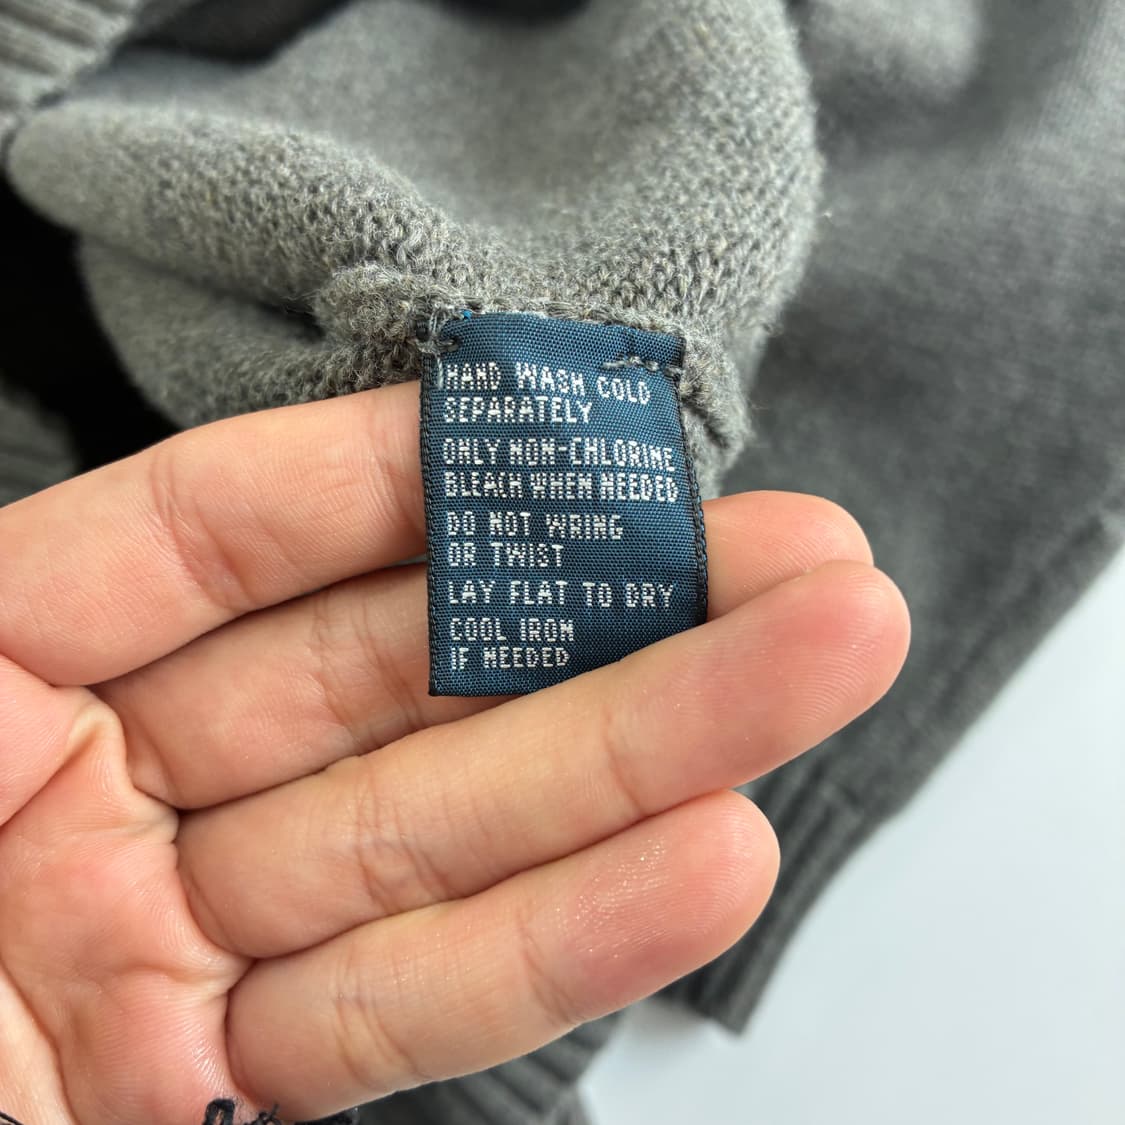 HAND WASH COLD
SEPARATELY
ONLY NON-CHLORINE
BLEACH WHEN NEEDED
DO NOT WRING
OR TWIST
LAY FLAT TO DRY
COOL IRON
IF NEEDED